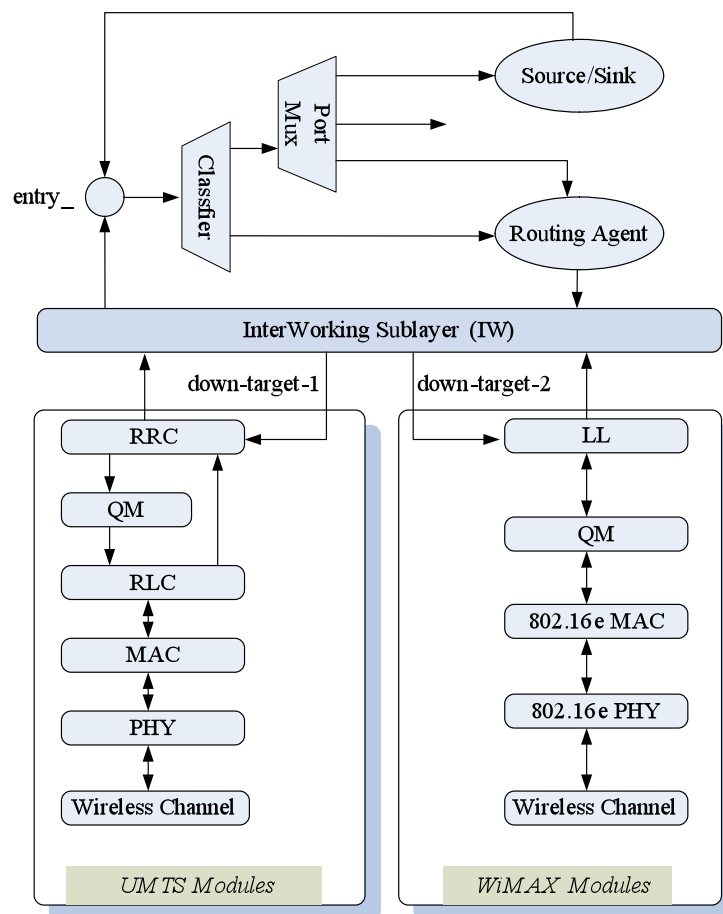 Source/Sink
Port
Mux
Classfier
entry_
Routing Agent
InterWorking Sublayer (IW)
down-target-1
down-target-2
RRC
QM
RLC
MAC
PHY
Wireless Channel
UMTS Modules
LL
QM
802.16e MAC
802.16e PHY
Wireless Channel
WiMAX Modules